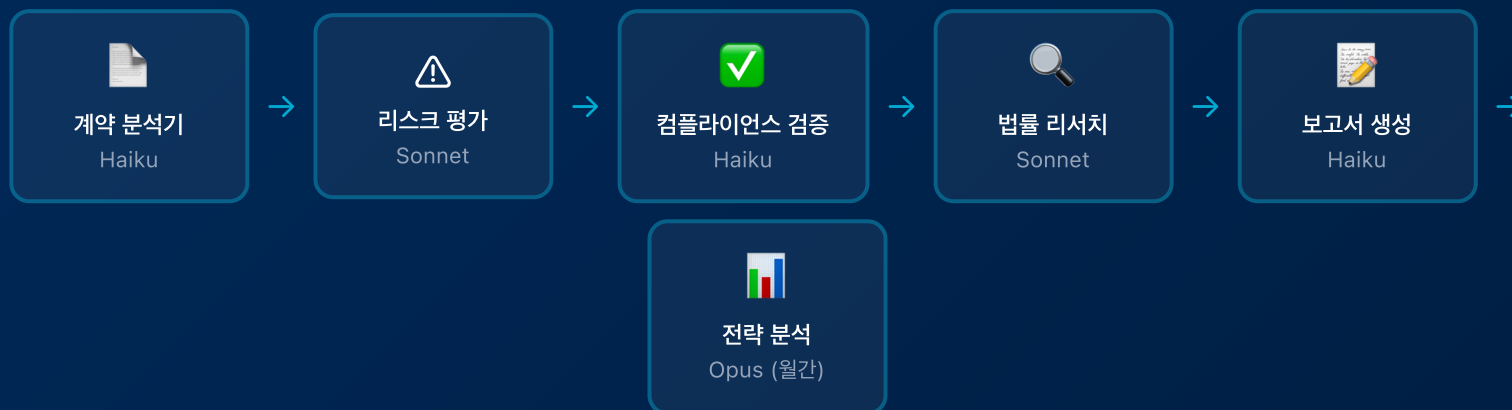 계약 분석기
Haiku
리스크 평가
Sonnet
컴플라이언스 검증
Haiku
법률 리서치
Sonnet
보고서 생성
Haiku
전략 분석
Opus (월간)